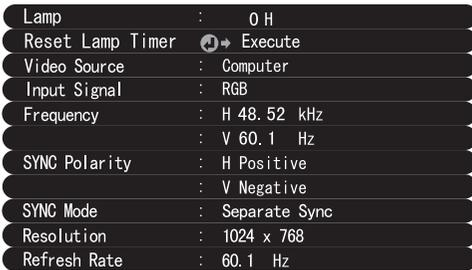 Lamp : 0 H
Reset Lamp Timer Execute
Video Source : Computer
Input Signal : RGB
Frequency : H 48.52 kHz
: V 60.1 Hz
SYNC Polarity : H Positive
: V Negative
SYNC Mode : Separate Sync
Resolution : 1024 x 768
Refresh Rate : 60.1 Hz